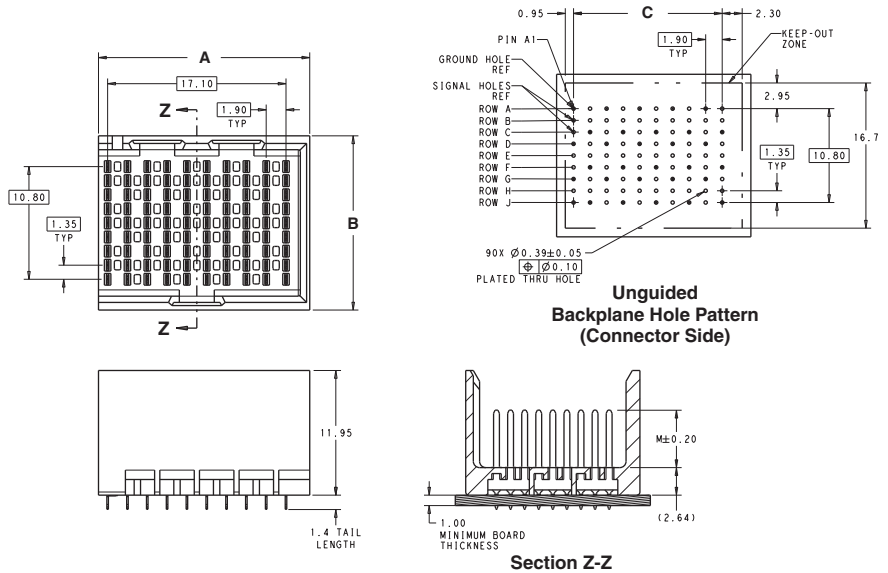 A
17.10
Z
1.90
TYP
10.80
1.35
TYP
B
Z
0.95
C
2.30
PIN A1
1.90
TYP
KEEP-OUT
ZONE
GROUND HOLE
REF
SIGNAL HOLES
REF
2.95
ROW A
ROW B
ROW C
ROW D
ROW E
ROW F
ROW G
ROW H
ROW J
1.35
TYP
10.80
16.7
90X Ø0.39±0.05
⌖ Ø0.10
PLATED THRU HOLE
Unguided
Backplane Hole Pattern
(Connector Side)
11.95
1.4 TAIL
LENGTH
M±0.20
(2.64)
1.00
MINIMUM BOARD
THICKNESS
Section Z-Z